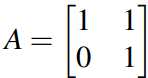 A = [1 1
0 1]